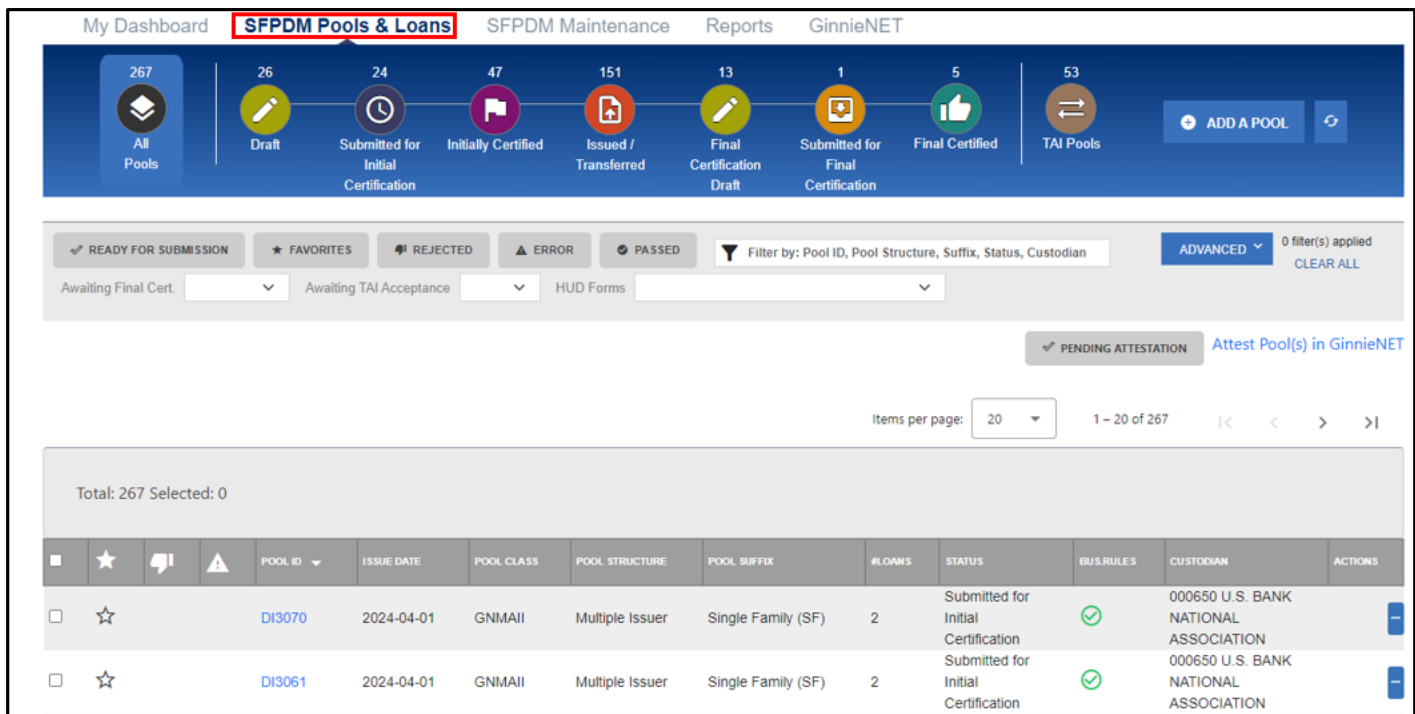 My Dashboard SFPDM Pools & Loans SFPDM Maintenance Reports GinnieNET
267 26 24 47 151 13 1 5 53
All Pools
Draft
Submitted for Initial Certification
Initially Certified
Issued / Transferred
Final Certification Draft
Submitted for Final Certification
Final Certified
TAI Pools
ADD A POOL
READY FOR SUBMISSION FAVORITES REJECTED ERROR PASSED Filter by: Pool ID, Pool Structure, Suffix, Status, Custodian ADVANCED 0 filter(s) applied
CLEAR ALL
Awaiting Final Cert. Awaiting TAI Acceptance HUD Forms
PENDING ATTESTATION Attest Pool(s) in GinnieNET
Items per page: 20 1 – 20 of 267
Total: 267 Selected: 0
POOL ID ISSUE DATE POOL CLASS POOL STRUCTURE POOL SUFFIX #LOANS STATUS BUS.RULES CUSTODIAN ACTIONS
DI3070 2024-04-01 GNMAII Multiple Issuer Single Family (SF) 2 Submitted for Initial Certification 000650 U.S. BANK NATIONAL ASSOCIATION
DI3061 2024-04-01 GNMAII Multiple Issuer Single Family (SF) 2 Submitted for Initial Certification 000650 U.S. BANK NATIONAL ASSOCIATION